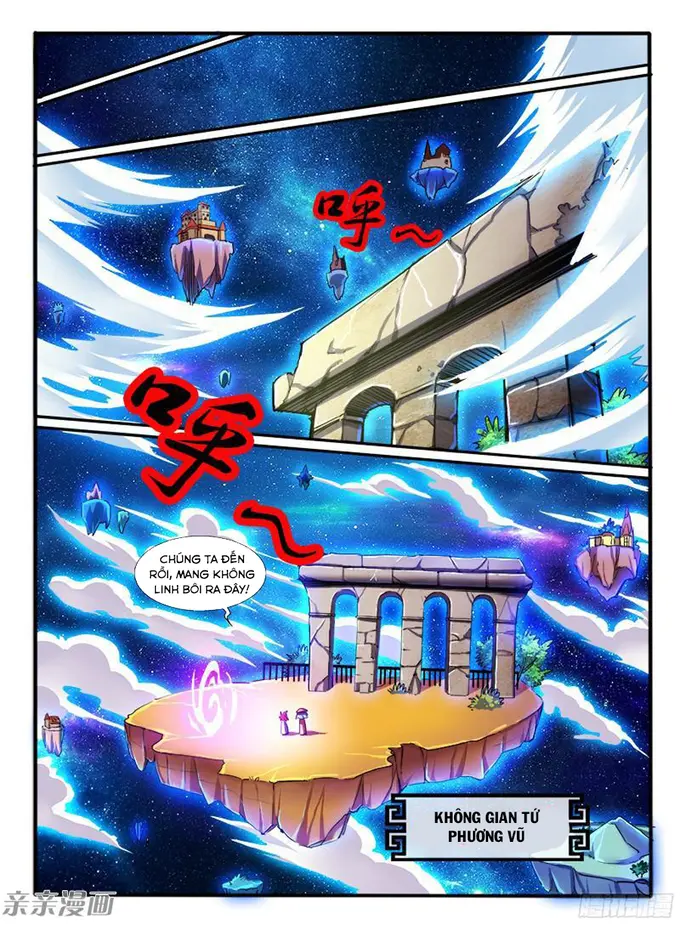 呼~
呼~
CHÚNG TA ĐẾN
RỒI, MANG KHÔNG
LINH BÔI RA ĐÂY!
KHÔNG GIAN TỨ
PHƯƠNG VŨ
亲亲漫画